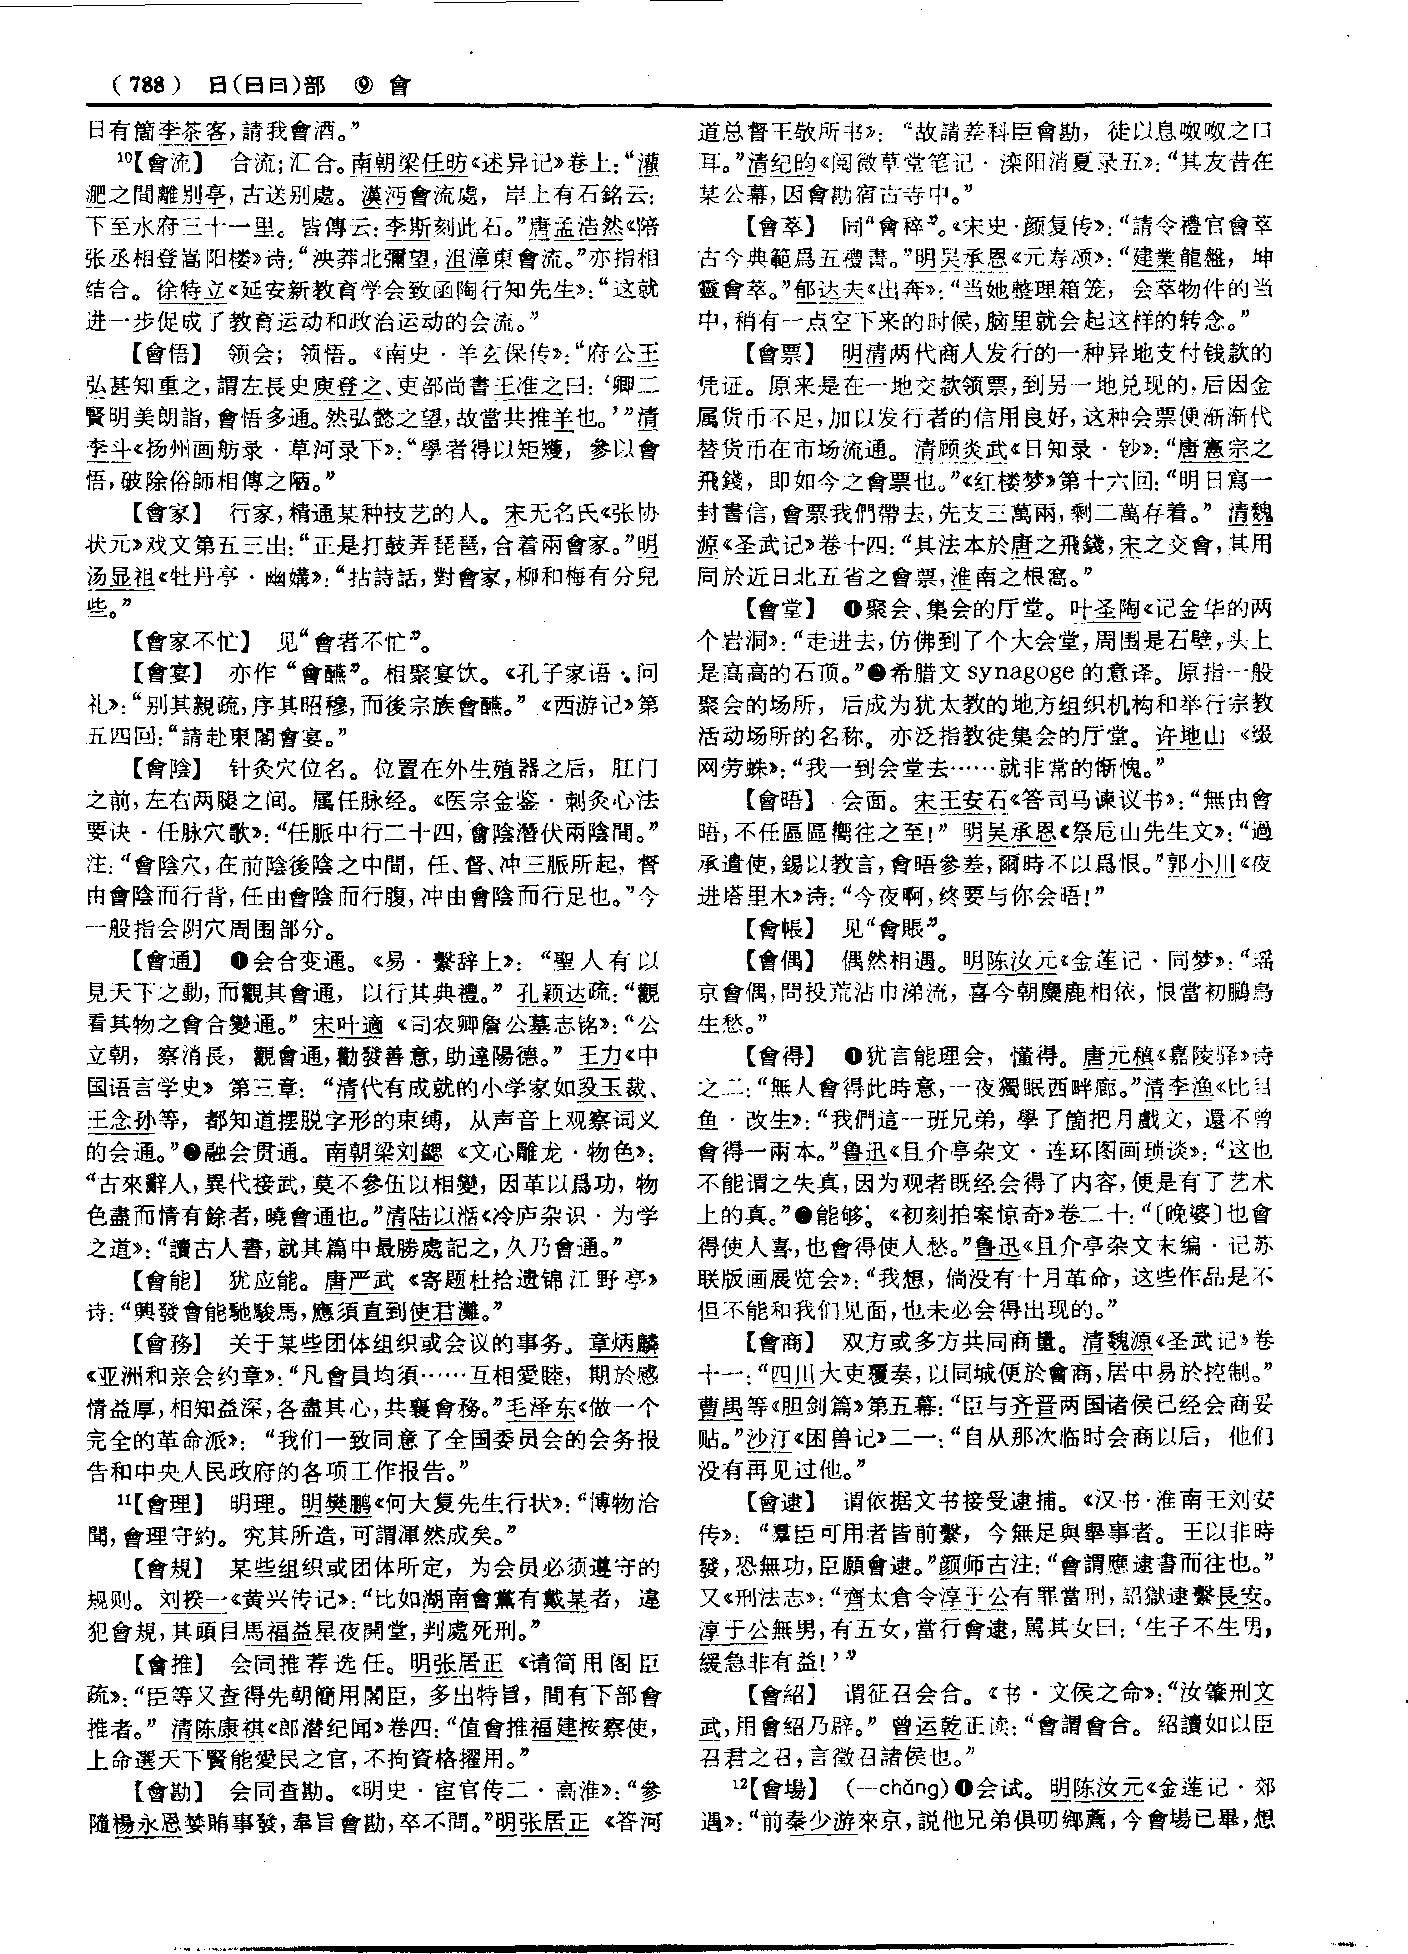 (788) 日(日曰)部 ⑨ 會
日有箇李茶客,請我會酒。”
10【會流】 合流;汇合。南朝梁任昉《述异记》卷上:“灌
淝之間離别亭,古送别處。漢沔會流處,岸上有石銘云:
下至水府三十一里。皆傳云:李斯刻此石。”唐孟浩然《陪
张丞相登嵩阳楼》诗:“泱莽北彌望,沮漳東會流。”亦指相
结合。徐特立《延安新教育学会致函陶行知先生》:“这就
进一步促成了教育运动和政治运动的会流。”
【會悟】 领会;领悟。《南史·羊玄保传》:“府公王
弘甚知重之,謂左長史庾登之、吏部尚書王准之曰:‘卿二
賢明美朗詣,會悟多通。然弘懿之望,故當共推羊也。’”清
李斗《扬州画舫录·草河录下》:“學者得以矩矱,參以會
悟,破除俗師相傳之陋。”
【會家】 行家,精通某种技艺的人。宋无名氏《张协
状元》戏文第五三出:“正是打鼓弄琵琶,合着兩會家。”明
汤显祖《牡丹亭·幽媾》:“拈詩話,對會家,柳和梅有分兒
些。”
【會家不忙】 见“會者不忙”。
【會宴】 亦作“會醼”。相聚宴饮。《孔子家语·问
礼》:“别其親疏,序其昭穆,而後宗族會醼。”《西游记》第
五四回:“請赴東閣會宴。”
【會陰】 针灸穴位名。位置在外生殖器之后,肛门
之前,左右两腿之间。属任脉经。《医宗金鉴·刺灸心法
要诀·任脉穴歌》:“任脈中行二十四,會陰潛伏兩陰間。”
注:“會陰穴,在前陰後陰之中間,任、督、冲三脈所起,督
由會陰而行背,任由會陰而行腹,冲由會陰而行足也。”今
一般指会阴穴周围部分。
【會通】 ❶会合变通。《易·繫辞上》:“聖人有以
見天下之動,而觀其會通,以行其典禮。”孔颖达疏:“觀
看其物之會合變通。”宋叶適《司农卿詹公墓志铭》:“公
立朝,察消長,觀會通,勸發善意,助達陽德。”王力《中
国语言学史》第三章:“清代有成就的小学家如段玉裁、
王念孙等,都知道摆脱字形的束缚,从声音上观察词义
的会通。”❷融会贯通。南朝梁刘勰《文心雕龙·物色》:
“古來辭人,異代接武,莫不參伍以相變,因革以爲功,物
色盡而情有餘者,曉會通也。”清陆以湉《冷庐杂识·为学
之道》:“讀古人書,就其篇中最勝處記之,久乃會通。”
【會能】 犹应能。唐严武《寄题杜拾遗锦江野亭》
诗:“興發會能馳駿馬,應須直到使君灘。”
【會務】 关于某些团体组织或会议的事务。章炳麟
《亚洲和亲会约章》:“凡會員均須……互相愛睦,期於感
情益厚,相知益深,各盡其心,共襄會務。”毛泽东《做一个
完全的革命派》:“我们一致同意了全国委员会的会务报
告和中央人民政府的各项工作报告。”
11【會理】 明理。明樊鹏《何大复先生行状》:“博物洽
聞,會理守約。究其所造,可謂渾然成矣。”
【會規】 某些组织或团体所定,为会员必须遵守的
规则。刘揆一《黄兴传记》:“比如湖南會黨有戴某者,違
犯會規,其頭目馬福益星夜開堂,判處死刑。”
【會推】 会同推荐选任。明张居正《请简用阁臣
疏》:“臣等又查得先朝簡用閣臣,多出特旨,間有下部會
推者。”清陈康祺《郎潜纪闻》卷四:“值會推福建按察使,
上命選天下賢能愛民之官,不拘資格擢用。”
【會勘】 会同查勘。《明史·宦官传二·高淮》:“參
隨楊永恩婪賄事發,奉旨會勘,卒不問。”明张居正《答河
道总督王敬所书》:“故請差科臣會勘,徒以息呶呶之口
耳。”清纪昀《阅微草堂笔记·滦阳消夏录五》:“其友昔在
某公幕,因會勘宿古寺中。”
【會萃】 同“會稡”。《宋史·颜复传》:“請令禮官會萃
古今典範爲五禮書。”明吴承恩《元寿颂》:“建業龍盤,坤
靈會萃。”郁达夫《出奔》:“当她整理箱笼,会萃物件的当
中,稍有一点空下来的时候,脑里就会起这样的转念。”
【會票】 明清两代商人发行的一种异地支付钱款的
凭证。原来是在一地交款领票,到另一地兑现的,后因金
属货币不足,加以发行者的信用良好,这种会票便渐渐代
替货币在市场流通。清顾炎武《日知录·钞》:“唐憲宗之
飛錢,即如今之會票也。”《红楼梦》第十六回:“明日寫一
封書信,會票我們帶去,先支三萬兩,剩二萬存着。”清魏
源《圣武记》卷十四:“其法本於唐之飛錢,宋之交會,其用
同於近日北五省之會票,淮南之根窩。”
【會堂】 ❶聚会、集会的厅堂。叶圣陶《记金华的两
个岩洞》:“走进去,仿佛到了个大会堂,周围是石壁,头上
是高高的石顶。”❷希腊文 synagoge 的意译。原指一般
聚会的场所,后成为犹太教的地方组织机构和举行宗教
活动场所的名称。亦泛指教徒集会的厅堂。许地山《缀
网劳蛛》:“我一到会堂去……就非常的惭愧。”
【會晤】 会面。宋王安石《答司马谏议书》:“無由會
晤,不任區區嚮往之至!”明吴承恩《祭卮山先生文》:“過
承遣使,錫以教言,會晤參差,爾時不以爲恨。”郭小川《夜
进塔里木》诗:“今夜啊,终要与你会晤!”
【會帳】 见“會賬”。
【會偶】 偶然相遇。明陈汝元《金莲记·同梦》:“瑶
京會偶,問投荒沾巾涕流,喜今朝麋鹿相依,恨當初鵩鳥
生愁。”
【會得】 ❶犹言能理会,懂得。唐元稹《嘉陵驿》诗
之二:“無人會得此時意,一夜獨眠西畔廊。”清李渔《比目
鱼·改生》:“我們這一班兄弟,學了箇把月戲文,還不曾
會得一兩本。”鲁迅《且介亭杂文·连环图画琐谈》:“这也
不能谓之失真,因为观者既经会得了内容,便是有了艺术
上的真。”❷能够。《初刻拍案惊奇》卷二十:“〔晚婆〕也會
得使人喜,也會得使人愁。”鲁迅《且介亭杂文末编·记苏
联版画展览会》:“我想,倘没有十月革命,这些作品是不
但不能和我们见面,也未必会得出现的。”
【會商】 双方或多方共同商量。清魏源《圣武记》卷
十一:“四川大吏覆奏,以同城便於會商,居中易於控制。”
曹禺等《胆剑篇》第五幕:“臣与齐晋两国诸侯已经会商妥
贴。”沙汀《困兽记》二一:“自从那次临时会商以后,他们
没有再见过他。”
【會逮】 谓依据文书接受逮捕。《汉书·淮南王刘安
传》:“羣臣可用者皆前繫,今無足與舉事者。王以非時
發,恐無功,臣願會逮。”颜师古注:“會謂應逮書而往也。”
又《刑法志》:“齊太倉令淳于公有罪當刑,詔獄逮繫長安。
淳于公無男,有五女,當行會逮,罵其女曰:‘生子不生男,
緩急非有益!’”
【會紹】 谓征召会合。《书·文侯之命》:“汝肇刑文
武,用會紹乃辟。”曾运乾正读:“會謂會合。紹讀如以臣
召君之召,言徵召諸侯也。”
12【會場】 (—chǎng)❶会试。明陈汝元《金莲记·郊
遇》:“前秦少游來京,説他兄弟俱叨鄉薦,今會場已畢,想